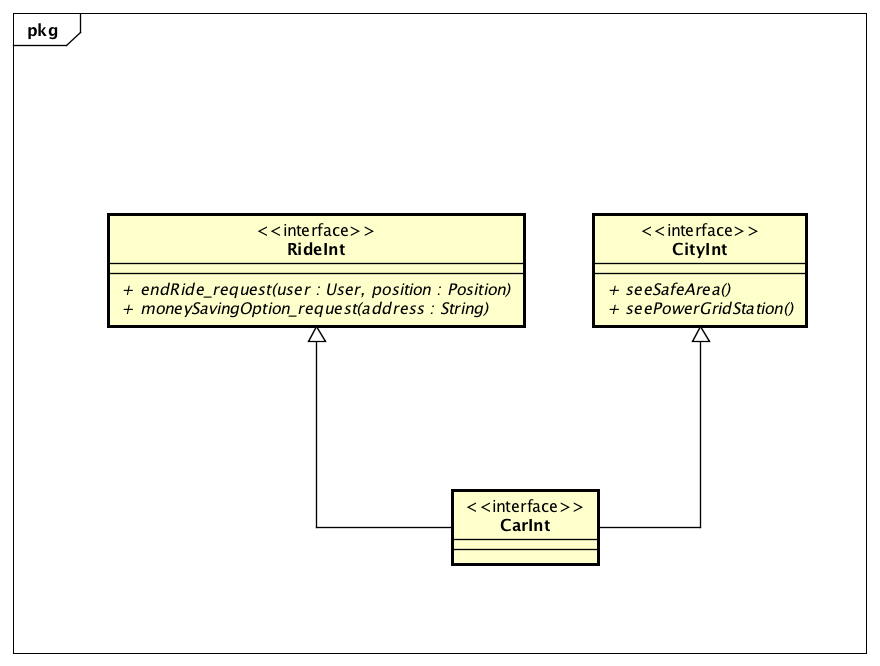 pkg
<<interface>>
RideInt
+ endRide_request(user : User, position : Position)
+ moneySavingOption_request(address : String)
<<interface>>
CityInt
+ seeSafeArea()
+ seePowerGridStation()
<<interface>>
CarInt